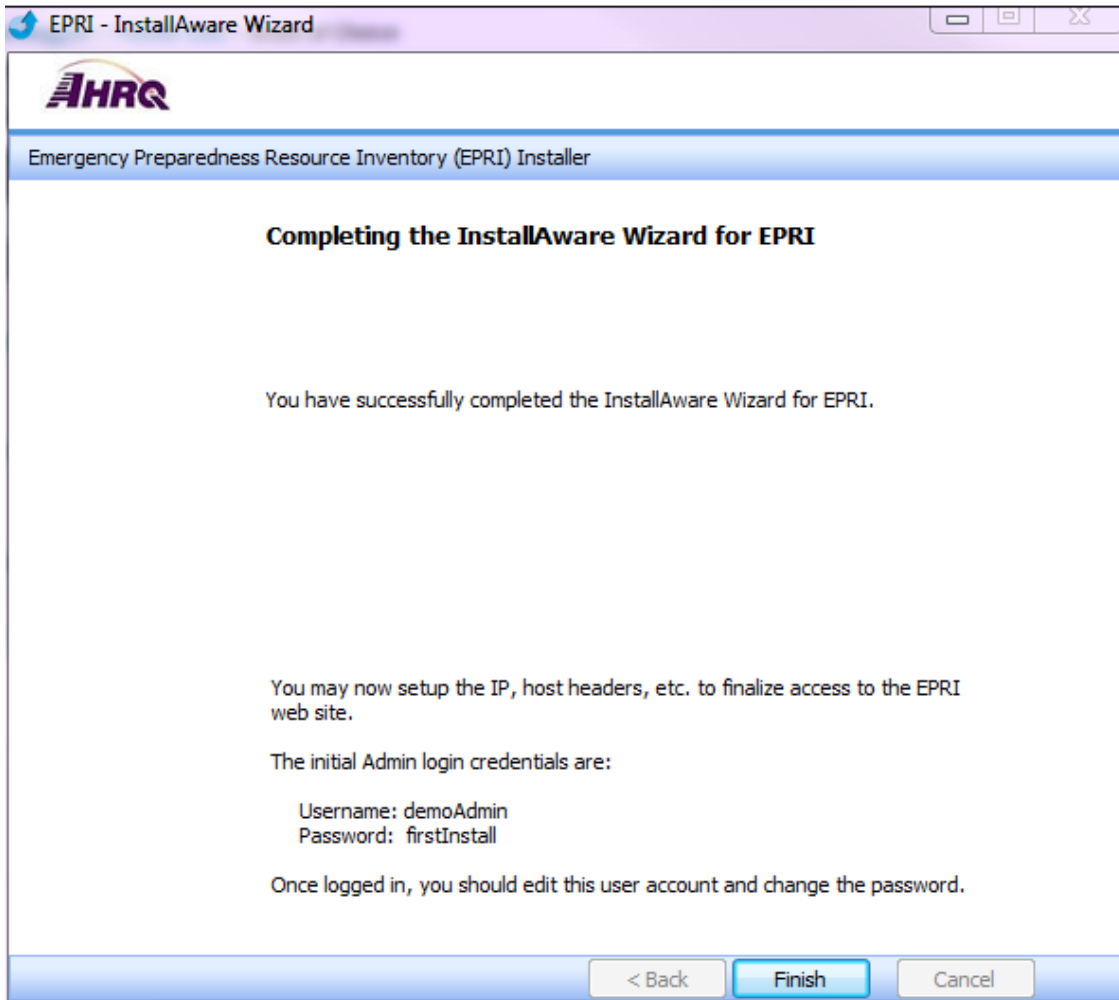 EPRI - InstallAware Wizard
AHRQ
Emergency Preparedness Resource Inventory (EPRI) Installer
Completing the InstallAware Wizard for EPRI
You have successfully completed the InstallAware Wizard for EPRI.
You may now setup the IP, host headers, etc. to finalize access to the EPRI
web site.
The initial Admin login credentials are:
Username: demoAdmin
Password: firstInstall
Once logged in, you should edit this user account and change the password.
< Back Finish Cancel